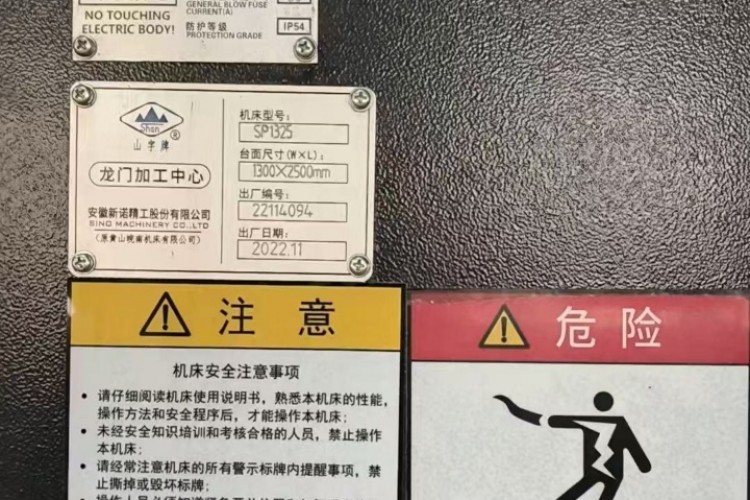 GENERAL BLOW FUSE
CURRENT(A)
NO TOUCHING
ELECTRIC BODY!
防护等级
PROTECTION GRADE
IP54
Shan
®
山字牌
龙门加工中心
安徽新诺精工股份有限公司
SINO MACHINERY CO.,LTD
(原黄山皖南机床有限公司)
机床型号:
SP1325
台面尺寸(W×L):
1300×2500mm
出厂编号:
22114094
出厂日期:
2022.11
注意
机床安全注意事项
• 请仔细阅读机床使用说明书，熟悉本机床的性能，
操作方法和安全程序后，才能操作本机床;
• 未经安全知识培训和考核合格的人员，禁止操作
本机床;
• 请经常注意机床的所有警示标牌内提醒事项，禁
止撕掉或毁坏标牌;
危险